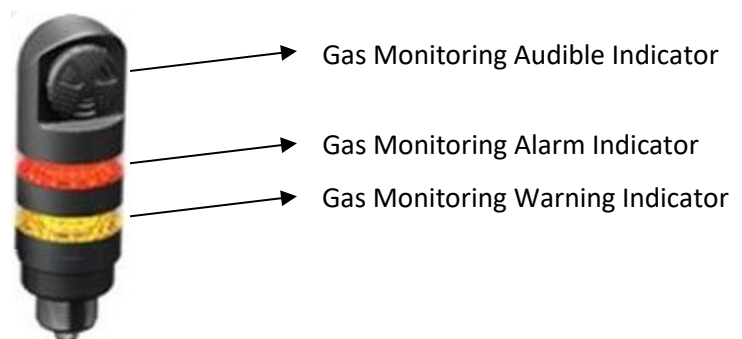 Gas Monitoring Audible Indicator
Gas Monitoring Alarm Indicator
Gas Monitoring Warning Indicator